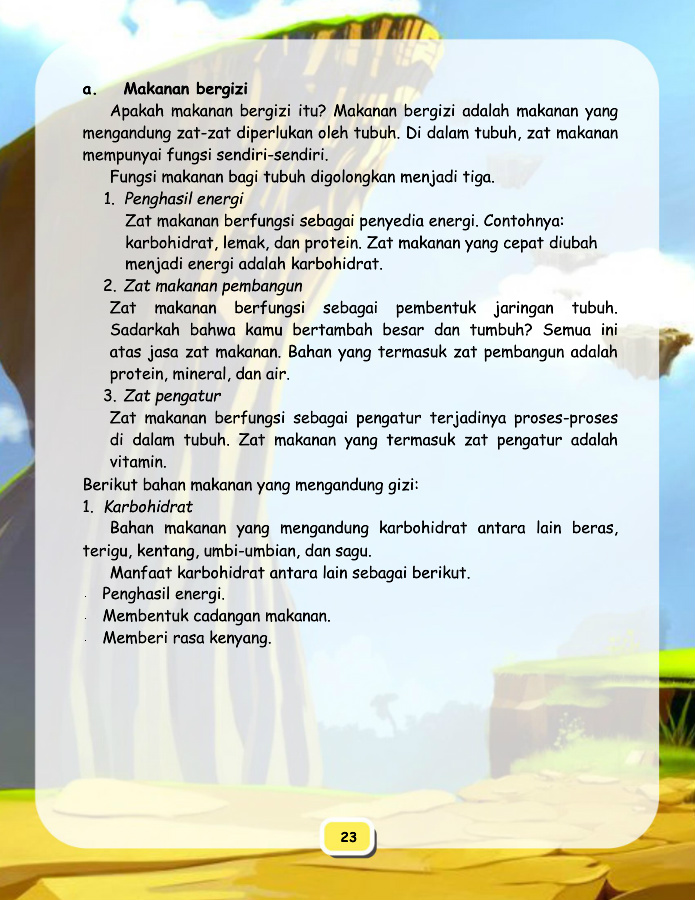 a. Makanan bergizi
Apakah makanan bergizi itu? Makanan bergizi adalah makanan yang
mengandung zat-zat diperlukan oleh tubuh. Di dalam tubuh, zat makanan
mempunyai fungsi sendiri-sendiri.
Fungsi makanan bagi tubuh digolongkan menjadi tiga.
1. Penghasil energi
Zat makanan berfungsi sebagai penyedia energi. Contohnya:
karbohidrat, lemak, dan protein. Zat makanan yang cepat diubah
menjadi energi adalah karbohidrat.
2. Zat makanan pembangun
Zat makanan berfungsi sebagai pembentuk jaringan tubuh.
Sadarkah bahwa kamu bertambah besar dan tumbuh? Semua ini
atas jasa zat makanan. Bahan yang termasuk zat pembangun adalah
protein, mineral, dan air.
3. Zat pengatur
Zat makanan berfungsi sebagai pengatur terjadinya proses-proses
di dalam tubuh. Zat makanan yang termasuk zat pengatur adalah
vitamin.
Berikut bahan makanan yang mengandung gizi:
1. Karbohidrat
Bahan makanan yang mengandung karbohidrat antara lain beras,
terigu, kentang, umbi-umbian, dan sagu.
Manfaat karbohidrat antara lain sebagai berikut.
· Penghasil energi.
· Membentuk cadangan makanan.
· Memberi rasa kenyang.
23